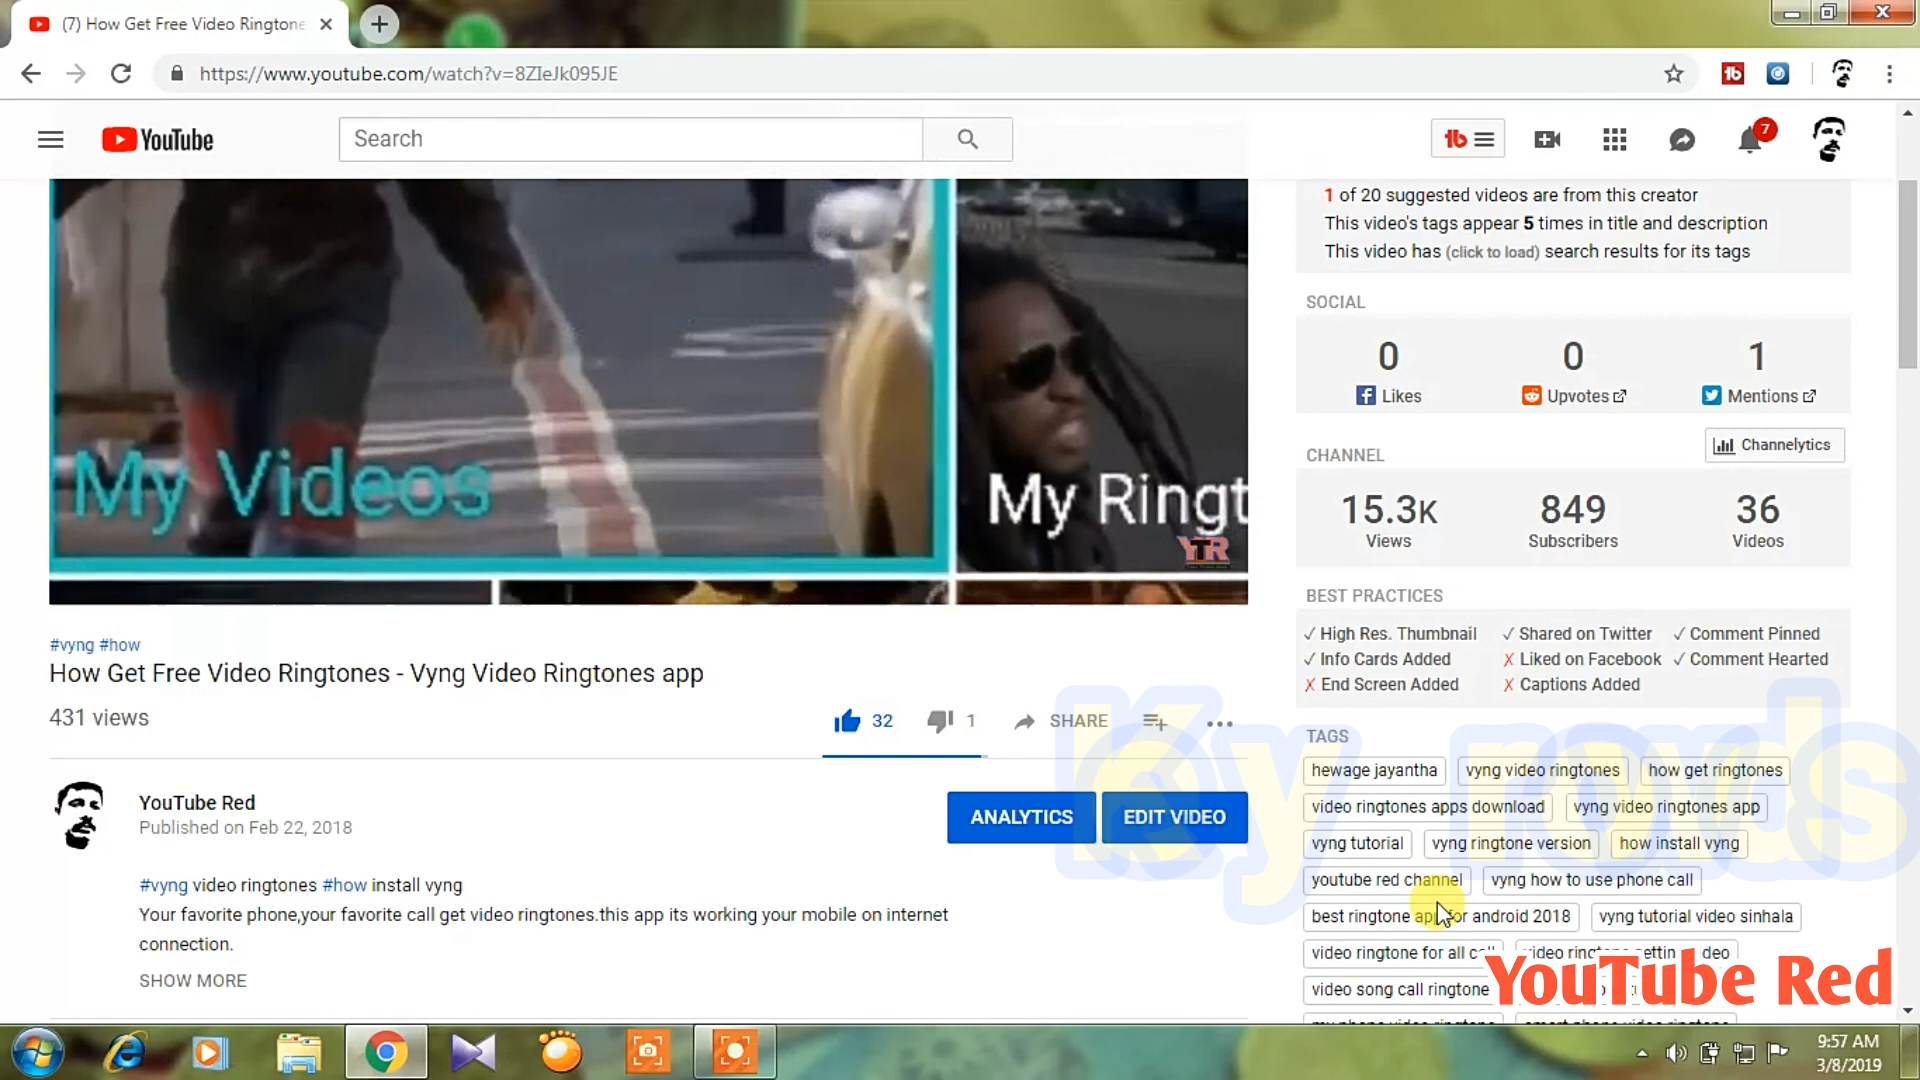 (7) How Get Free Video Ringtone
https://www.youtube.com/watch?v=8ZIeJk095JE
YouTube
Search
7
1 of 20 suggested videos are from this creator
This video's tags appear 5 times in title and description
This video has (click to load) search results for its tags
SOCIAL
0 0 1
Likes Upvotes Mentions
CHANNEL Channelytics
15.3K 849 36
Views Subscribers Videos
BEST PRACTICES
✓ High Res. Thumbnail ✓ Shared on Twitter ✓ Comment Pinned
✓ Info Cards Added ✗ Liked on Facebook ✓ Comment Hearted
✗ End Screen Added ✗ Captions Added
My Videos
My Ringt
YTR
#vyng #how
How Get Free Video Ringtones - Vyng Video Ringtones app
431 views
32 1 SHARE
YouTube Red
Published on Feb 22, 2018
ANALYTICS EDIT VIDEO
#vyng video ringtones #how install vyng
Your favorite phone,your favorite call get video ringtones.this app its working your mobile on internet
connection.
SHOW MORE
TAGS
hewage jayantha vyng video ringtones how get ringtones
video ringtones apps download vyng video ringtones app
vyng tutorial vyng ringtone version how install vyng
youtube red channel vyng how to use phone call
best ringtone app for android 2018 vyng tutorial video sinhala
video ringtone for all
video song call ringtone
YouTube Red
9:57 AM
3/8/2019